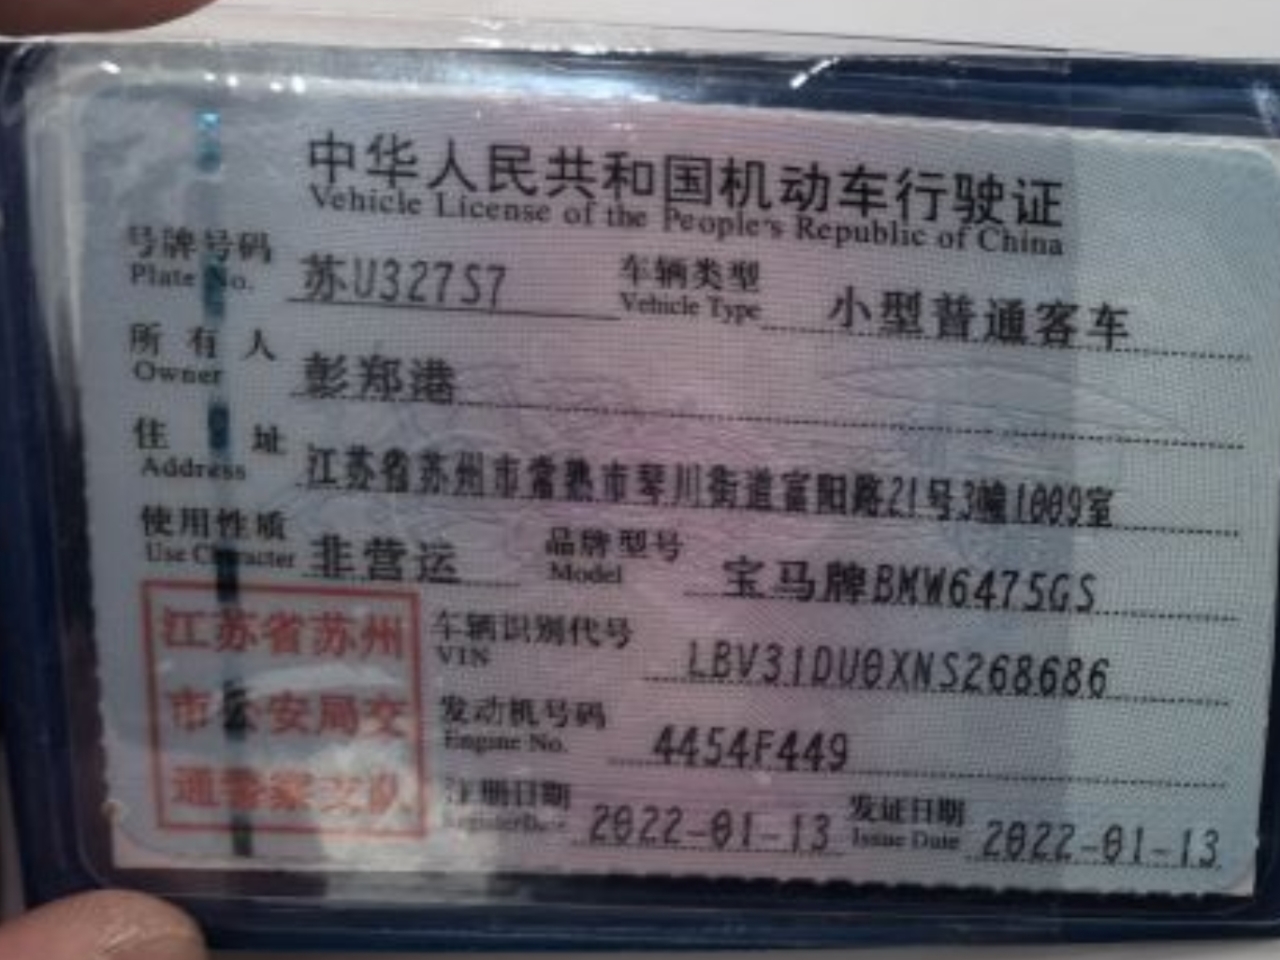 中华人民共和国机动车行驶证
Vehicle License of the People's Republic of China
号牌号码 苏U327S7 车辆类型 小型普通客车
Plate No. Vehicle Type
所有人 彭郑港
Owner
住址 江苏省苏州市常熟市琴川街道富阳路21号3幢1009室
Address
使用性质 非营运 品牌型号 宝马牌BMW6475GS
Use Character Model
江苏省苏州
市公安局交
通警察支队
车辆识别代号 LBV31DU0XNS268686
VIN
发动机号码 4454F449
Engine No.
注册日期 2022-01-13 发证日期 2022-01-13
Register Date Issue Date